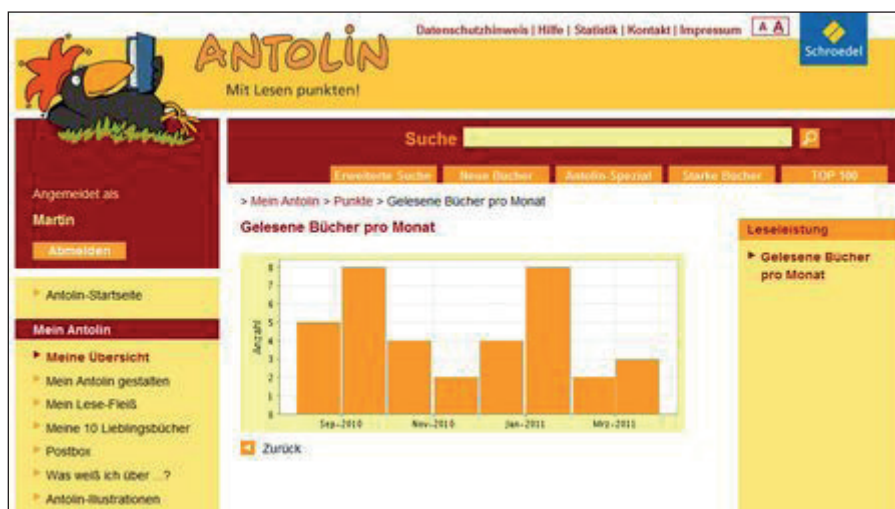 Datenschutzhinweis | Hilfe | Statistik | Kontakt | Impressum A A
Schroedel
ANTOLIN
Mit Lesen punkten!
Suche
Erweiterte Suche Neue Bücher Antolin-Spezial Starke Bücher TOP 100
Angemeldet als
Martin
Abmelden
> Mein Antolin > Punkte > Gelesene Bücher pro Monat
Gelesene Bücher pro Monat
Leseleistung
Gelesene Bücher
pro Monat
Antolin-Startseite
Mein Antolin
Meine Übersicht
Mein Antolin gestalten
Mein Lese-Fleiß
Meine 10 Lieblingsbücher
Postbox
Was weiß ich über ...?
Antolin-Illustrationen
Anzahl
8
7
6
5
4
3
2
1
0
Sep-2010 Nov-2010 Jan-2011 Mrz-2011
Zurück